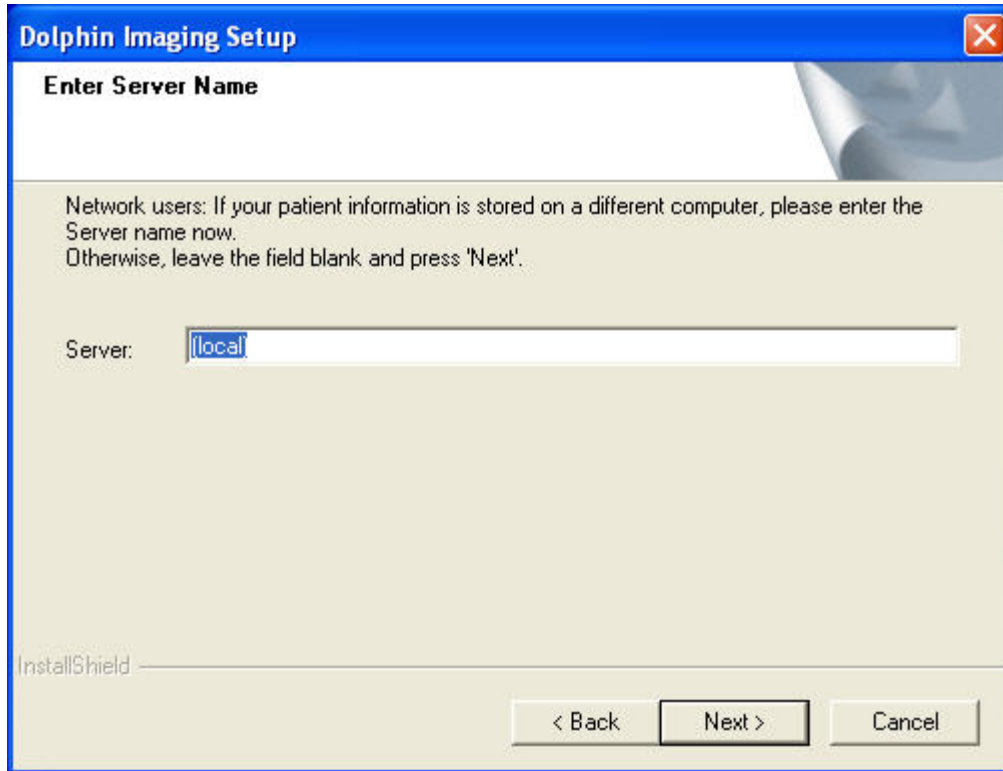 Dolphin Imaging Setup
Enter Server Name
Network users: If your patient information is stored on a different computer, please enter the
Server name now.
Otherwise, leave the field blank and press 'Next'.
Server: (local)
InstallShield
< Back Next > Cancel